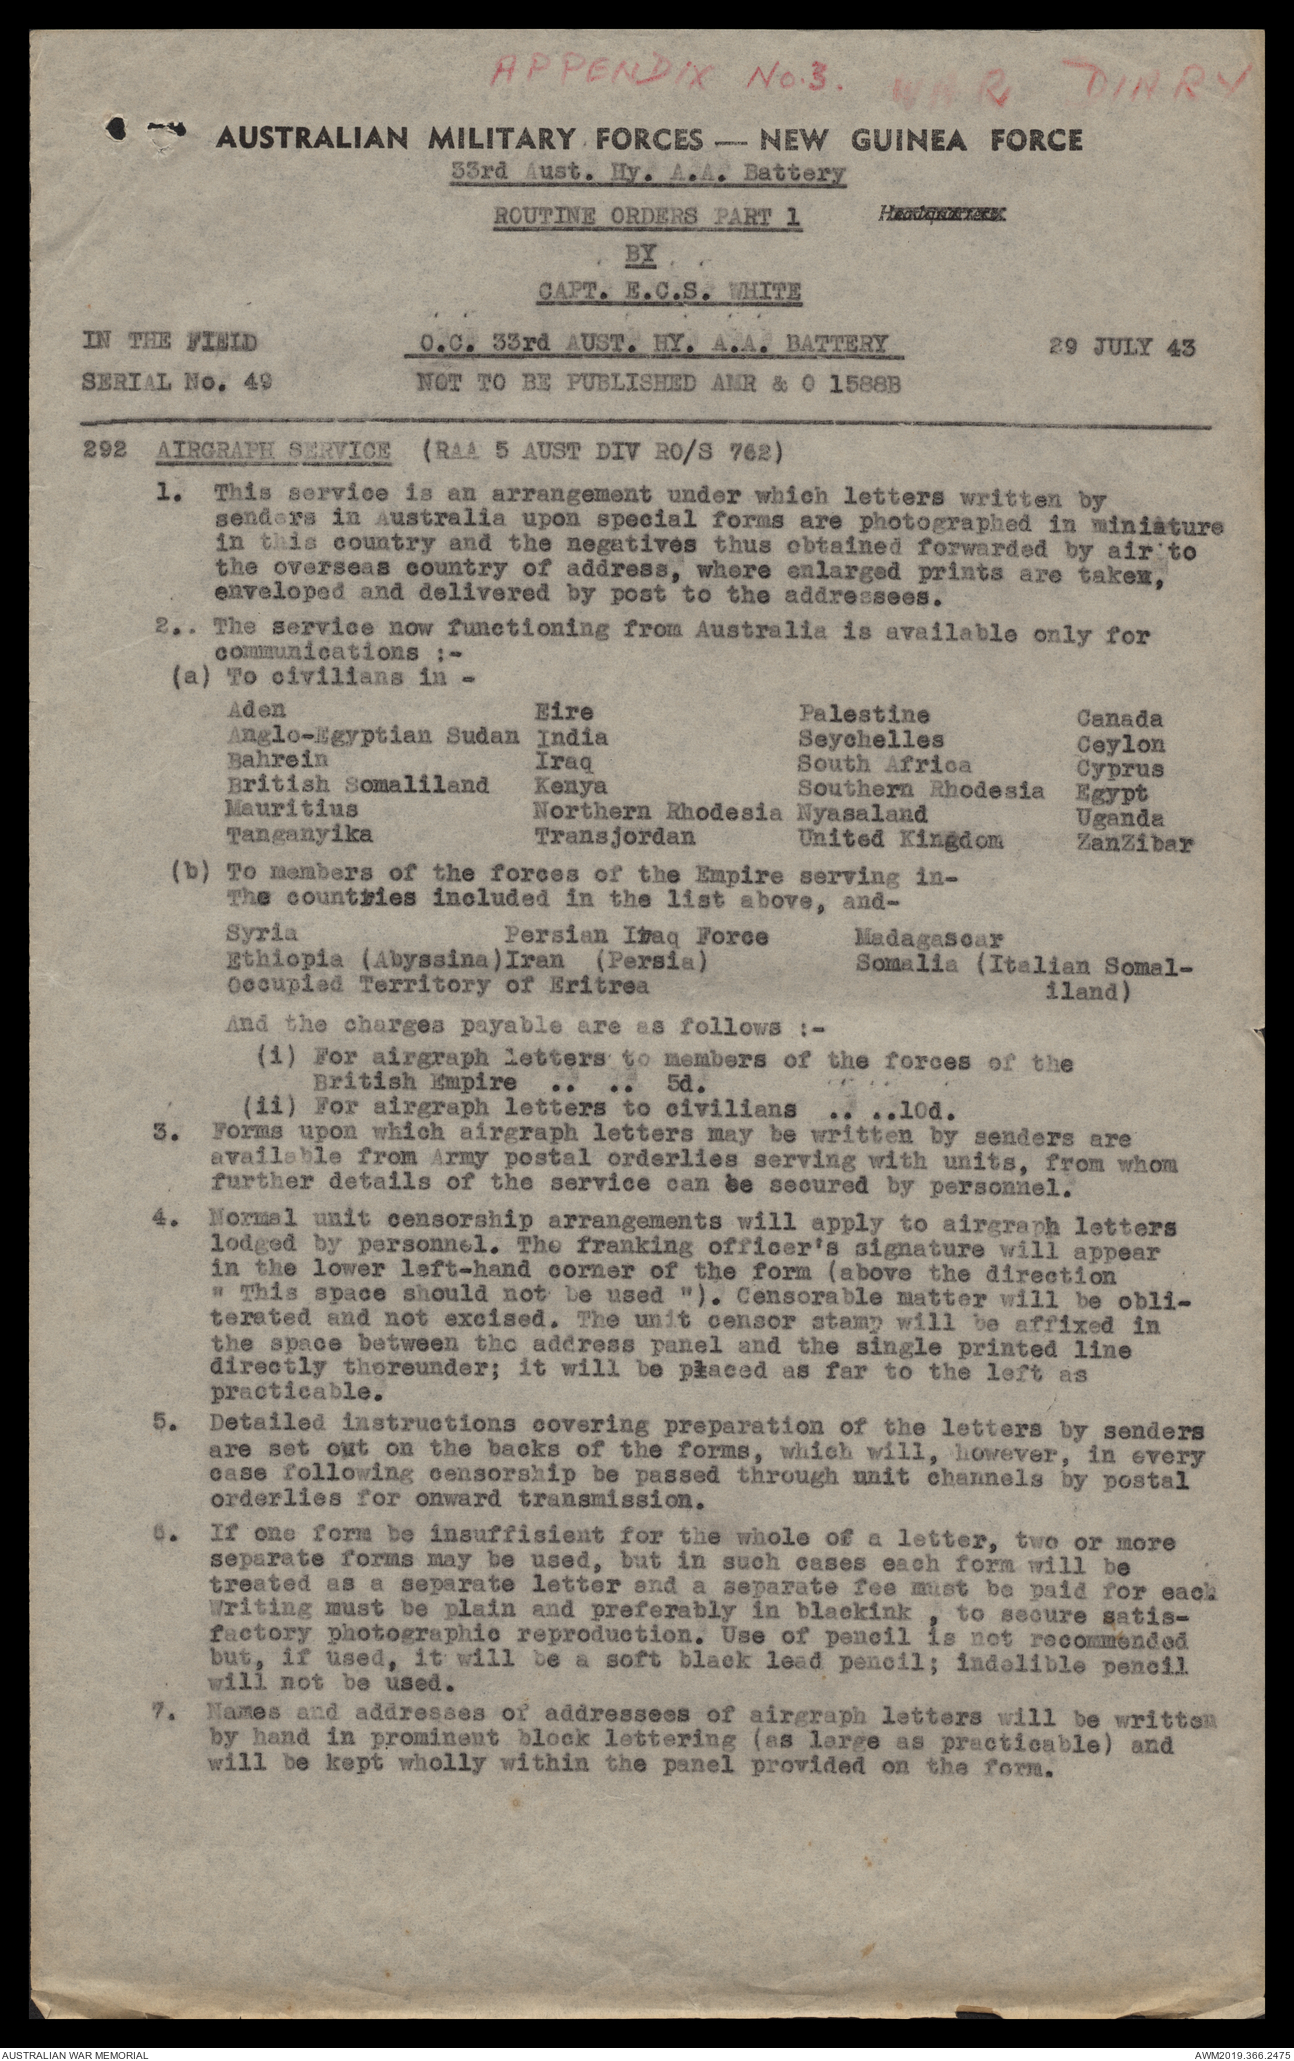 APPENDIX No.3. WAR DIARY
AUSTRALIAN MILITARY FORCES — NEW GUINEA FORCE
33rd Aust. Hy. A.A. Battery
ROUTINE ORDERS PART 1 Headquarters
BY
CAPT. E.C.S. WHITE
IN THE FIELD O.C. 33rd AUST. HY. A.A. BATTERY 29 JULY 43
SERIAL No. 49 NOT TO BE PUBLISHED AMR & O 1588B
292 AIRGRAPH SERVICE (RAA 5 AUST DIV RO/S 762)
1. This service is an arrangement under which letters written by
senders in Australia upon special forms are photographed in miniature
in this country and the negatives thus obtained forwarded by air to
the overseas country of address, where enlarged prints are taken,
enveloped and delivered by post to the addressees.
2.. The service now functioning from Australia is available only for
communications :-
(a) To civilians in -
Aden Eire Palestine Canada
Anglo-Egyptian Sudan India Seychelles Ceylon
Bahrein Iraq South Africa Cyprus
British Somaliland Kenya Southern Rhodesia Egypt
Mauritius Northern Rhodesia Nyasaland Uganda
Tanganyika Transjordan United Kingdom ZanZibar
(b) To members of the forces of the Empire serving in-
The countries included in the list above, and-
Syria Persian Iraq Force Madagascar
Ethiopia (Abyssina)Iran (Persia) Somalia (Italian Somal-
Occupied Territory of Eritrea iland)
And the charges payable are as follows :-
(i) For airgraph letters to members of the forces of the
British Empire .. .. 5d.
(ii) For airgraph letters to civilians .. ..10d.
3. Forms upon which airgraph letters may be written by senders are
available from Army postal orderlies serving with units, from whom
further details of the service can be secured by personnel.
4. Normal unit censorship arrangements will apply to airgraph letters
lodged by personnel. The franking officer's signature will appear
in the lower left-hand corner of the form (above the direction
" This space should not be used "). Censorable matter will be obli-
terated and not excised. The unit censor stamp will be affixed in
the space between the address panel and the single printed line
directly thereunder; it will be placed as far to the left as
practicable.
5. Detailed instructions covering preparation of the letters by senders
are set out on the backs of the forms, which will, however, in every
case following censorship be passed through unit channels by postal
orderlies for onward transmission.
6. If one form be insuffisient for the whole of a letter, two or more
separate forms may be used, but in such cases each form will be
treated as a separate letter and a separate fee must be paid for each.
Writing must be plain and preferably in blackink , to secure satis-
factory photographic reproduction. Use of pencil is not recommended
but, if used, it will be a soft black lead pencil; indelible pencil
will not be used.
7. Names and addresses of addressees of airgraph letters will be written
by hand in prominent block lettering (as large as practicable) and
will be kept wholly within the panel provided on the form.
AUSTRALIAN WAR MEMORIAL AWM2019.366.2475